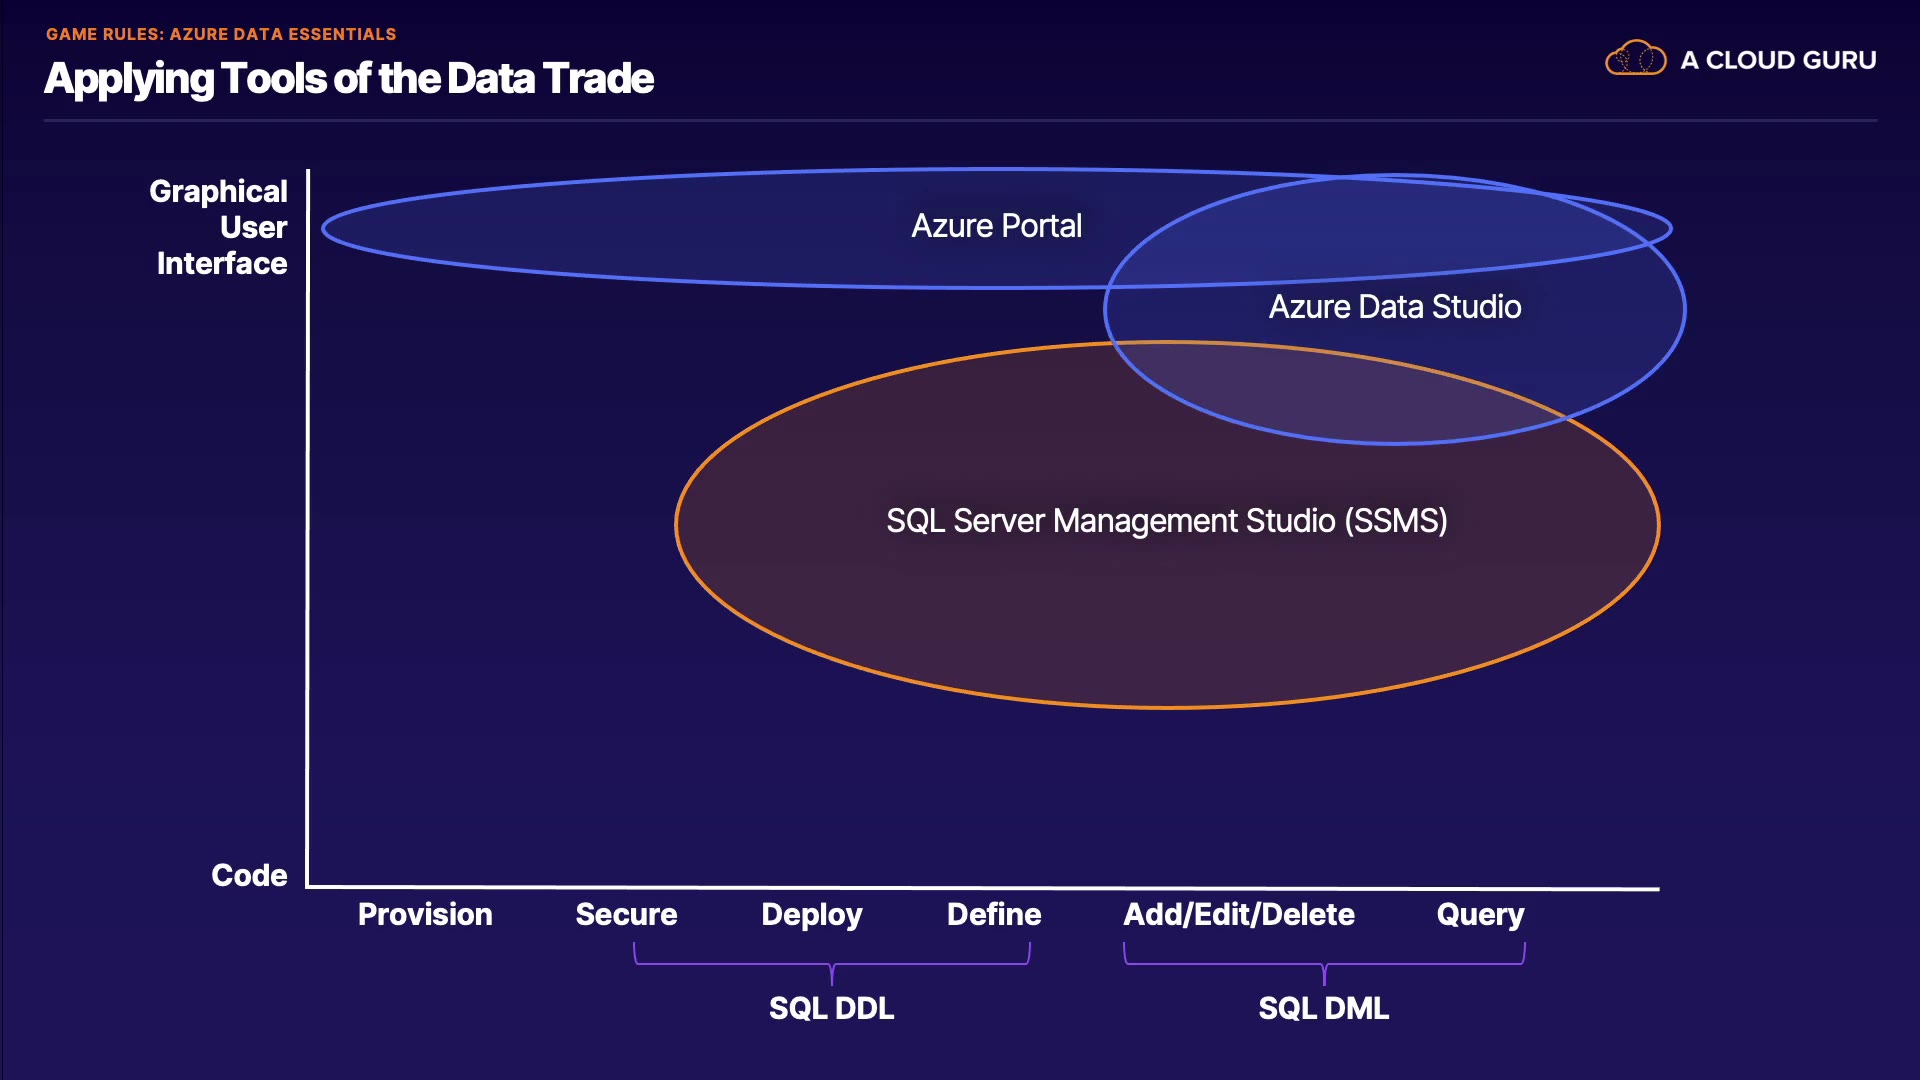 GAME RULES: AZURE DATA ESSENTIALS
Applying Tools of the Data Trade
A CLOUD GURU
Graphical
User
Interface
Azure Portal
Azure Data Studio
SQL Server Management Studio (SSMS)
Code
Provision
Secure
Deploy
Define
Add/Edit/Delete
Query
SQL DDL
SQL DML